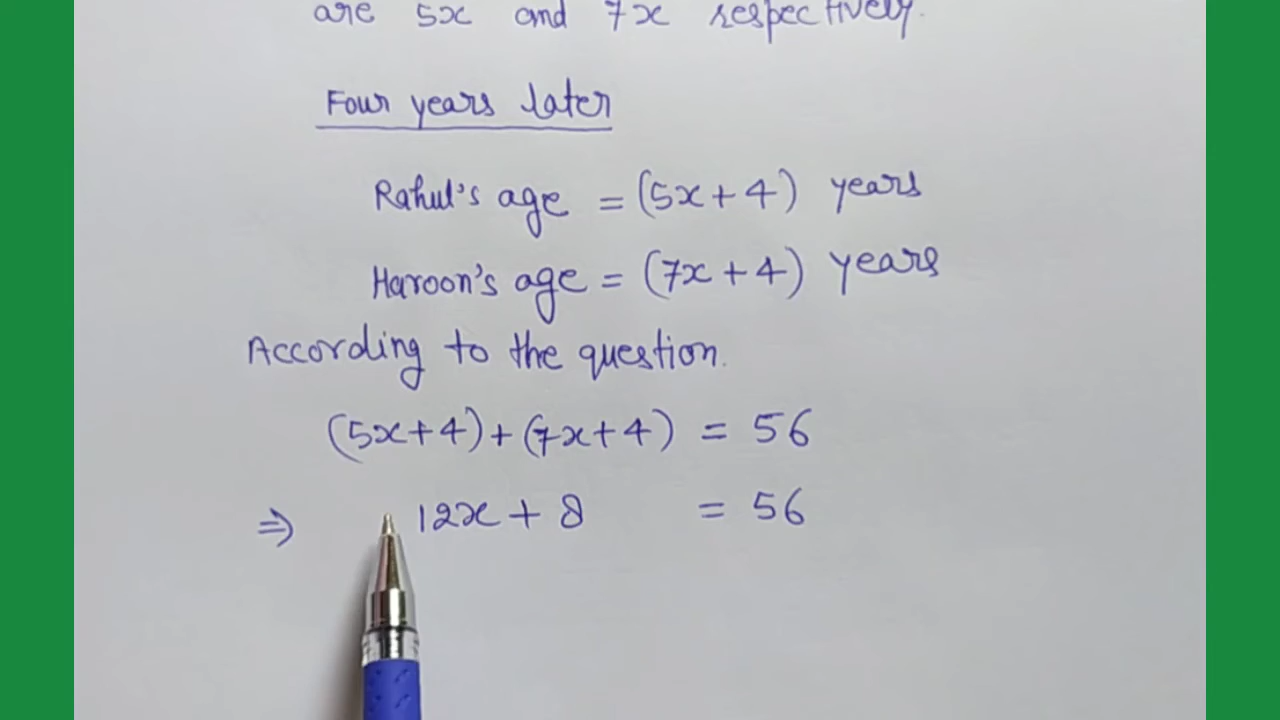 are 5x and 7x respectively.
Four years later
Rahul's age = (5x+4) years
Haroon's age = (7x+4) years
According to the question.
(5x+4)+(7x+4) = 56
⇒ 12x + 8 = 56